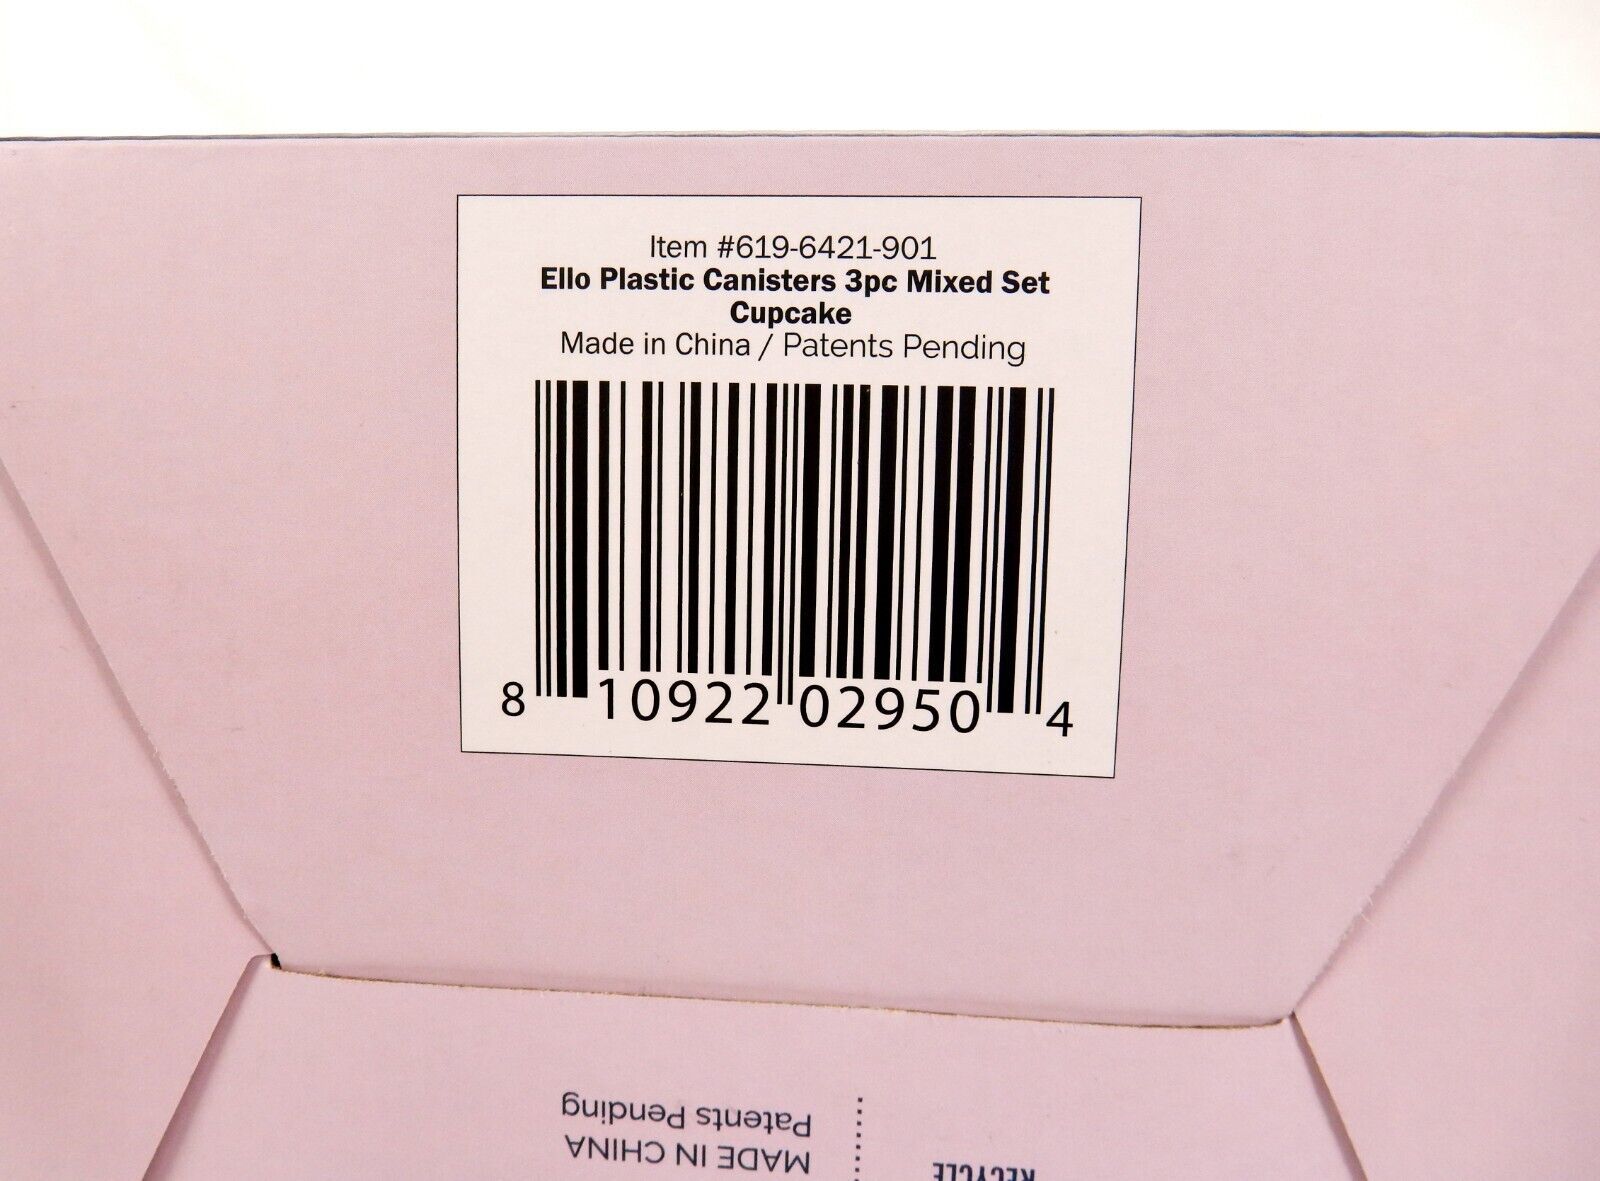 Item #619-6421-901
Ello Plastic Canisters 3pc Mixed Set
Cupcake
Made in China / Patents Pending
8 10922 02950 4
RECYCLE
MADE IN CHINA
Patents Pending